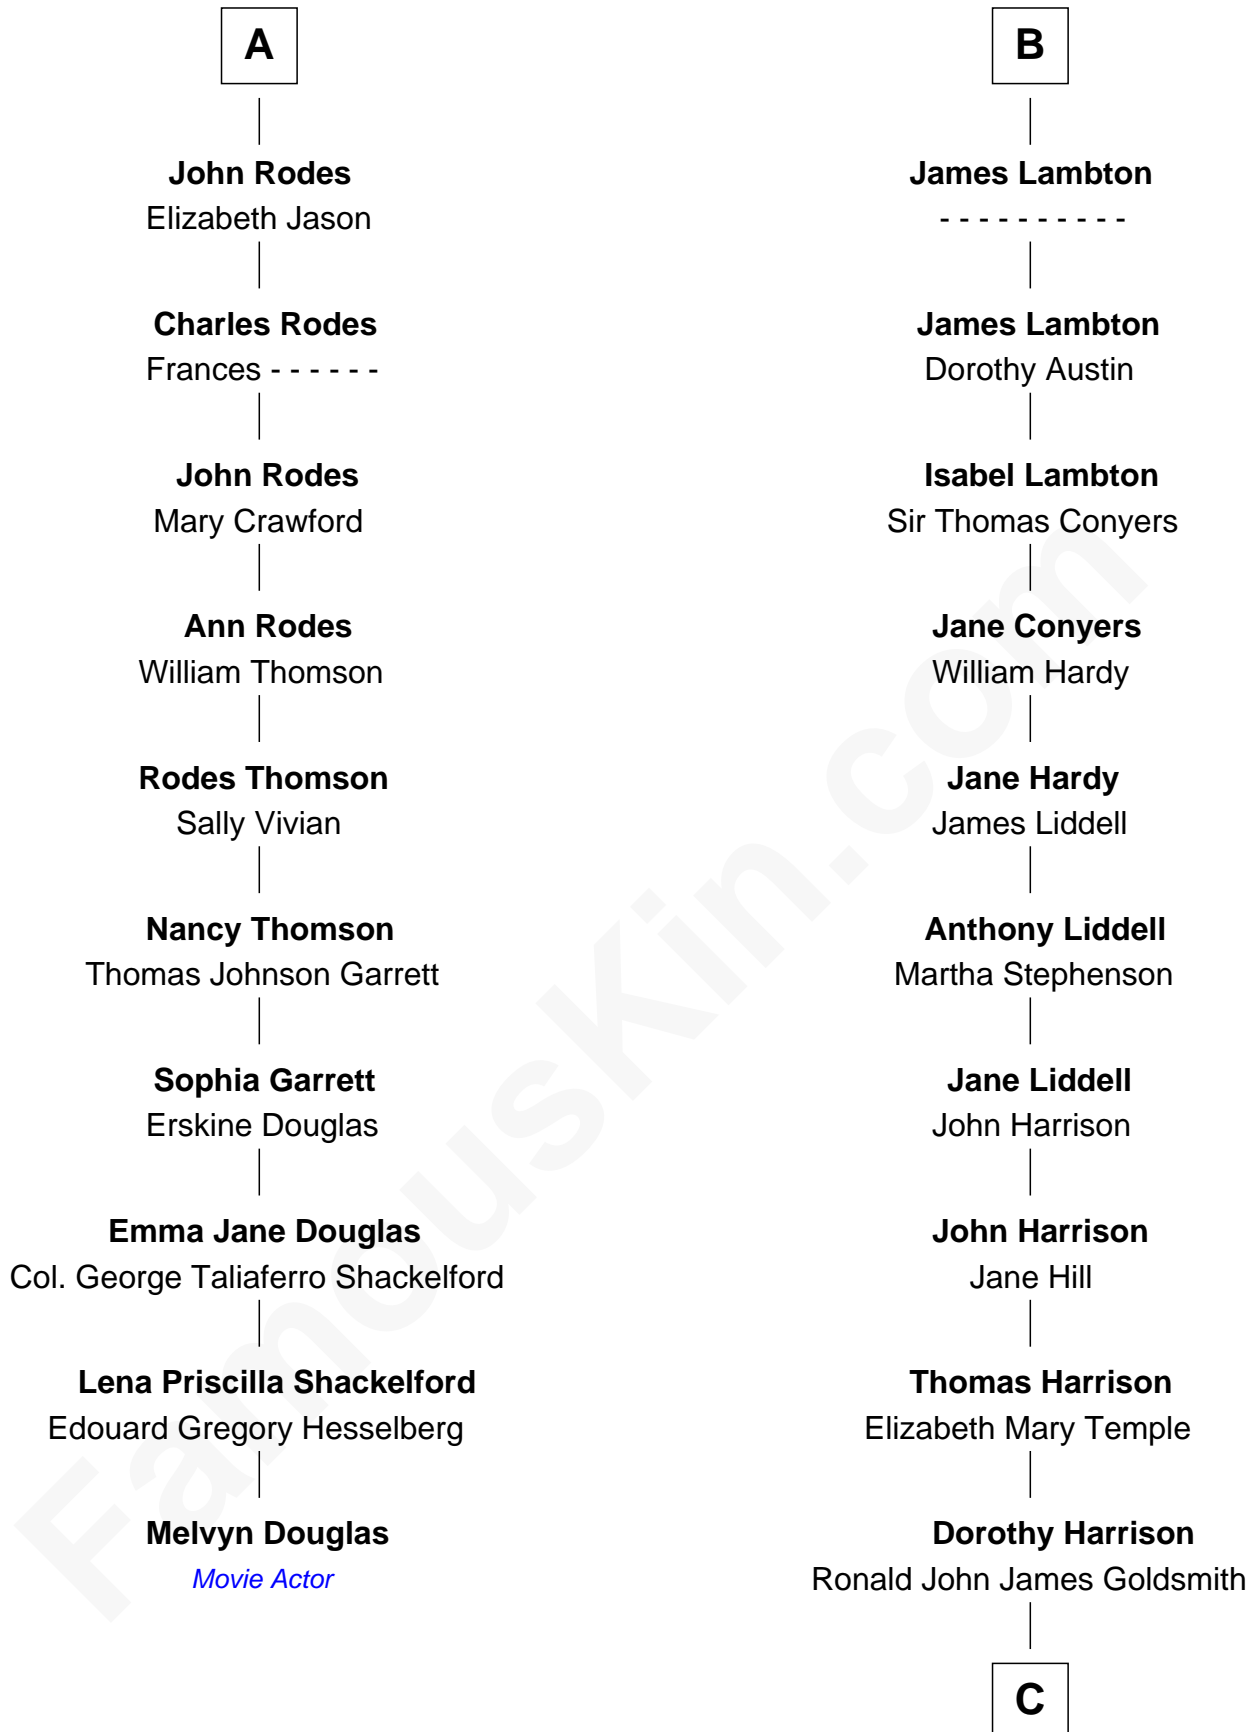 A
John Rodes
Elizabeth Jason
Charles Rodes
Frances - - - - - -
John Rodes
Mary Crawford
Ann Rodes
William Thomson
Rodes Thomson
Sally Vivian
Nancy Thomson
Thomas Johnson Garrett
Sophia Garrett
Erskine Douglas
Emma Jane Douglas
Col. George Taliaferro Shackelford
Lena Priscilla Shackelford
Edouard Gregory Hesselberg
Melvyn Douglas
Movie Actor
B
James Lambton
- - - - - - - - - -
James Lambton
Dorothy Austin
Isabel Lambton
Sir Thomas Conyers
Jane Conyers
William Hardy
Jane Hardy
James Liddell
Anthony Liddell
Martha Stephenson
Jane Liddell
John Harrison
John Harrison
Jane Hill
Thomas Harrison
Elizabeth Mary Temple
Dorothy Harrison
Ronald John James Goldsmith
C
FamousKin.com